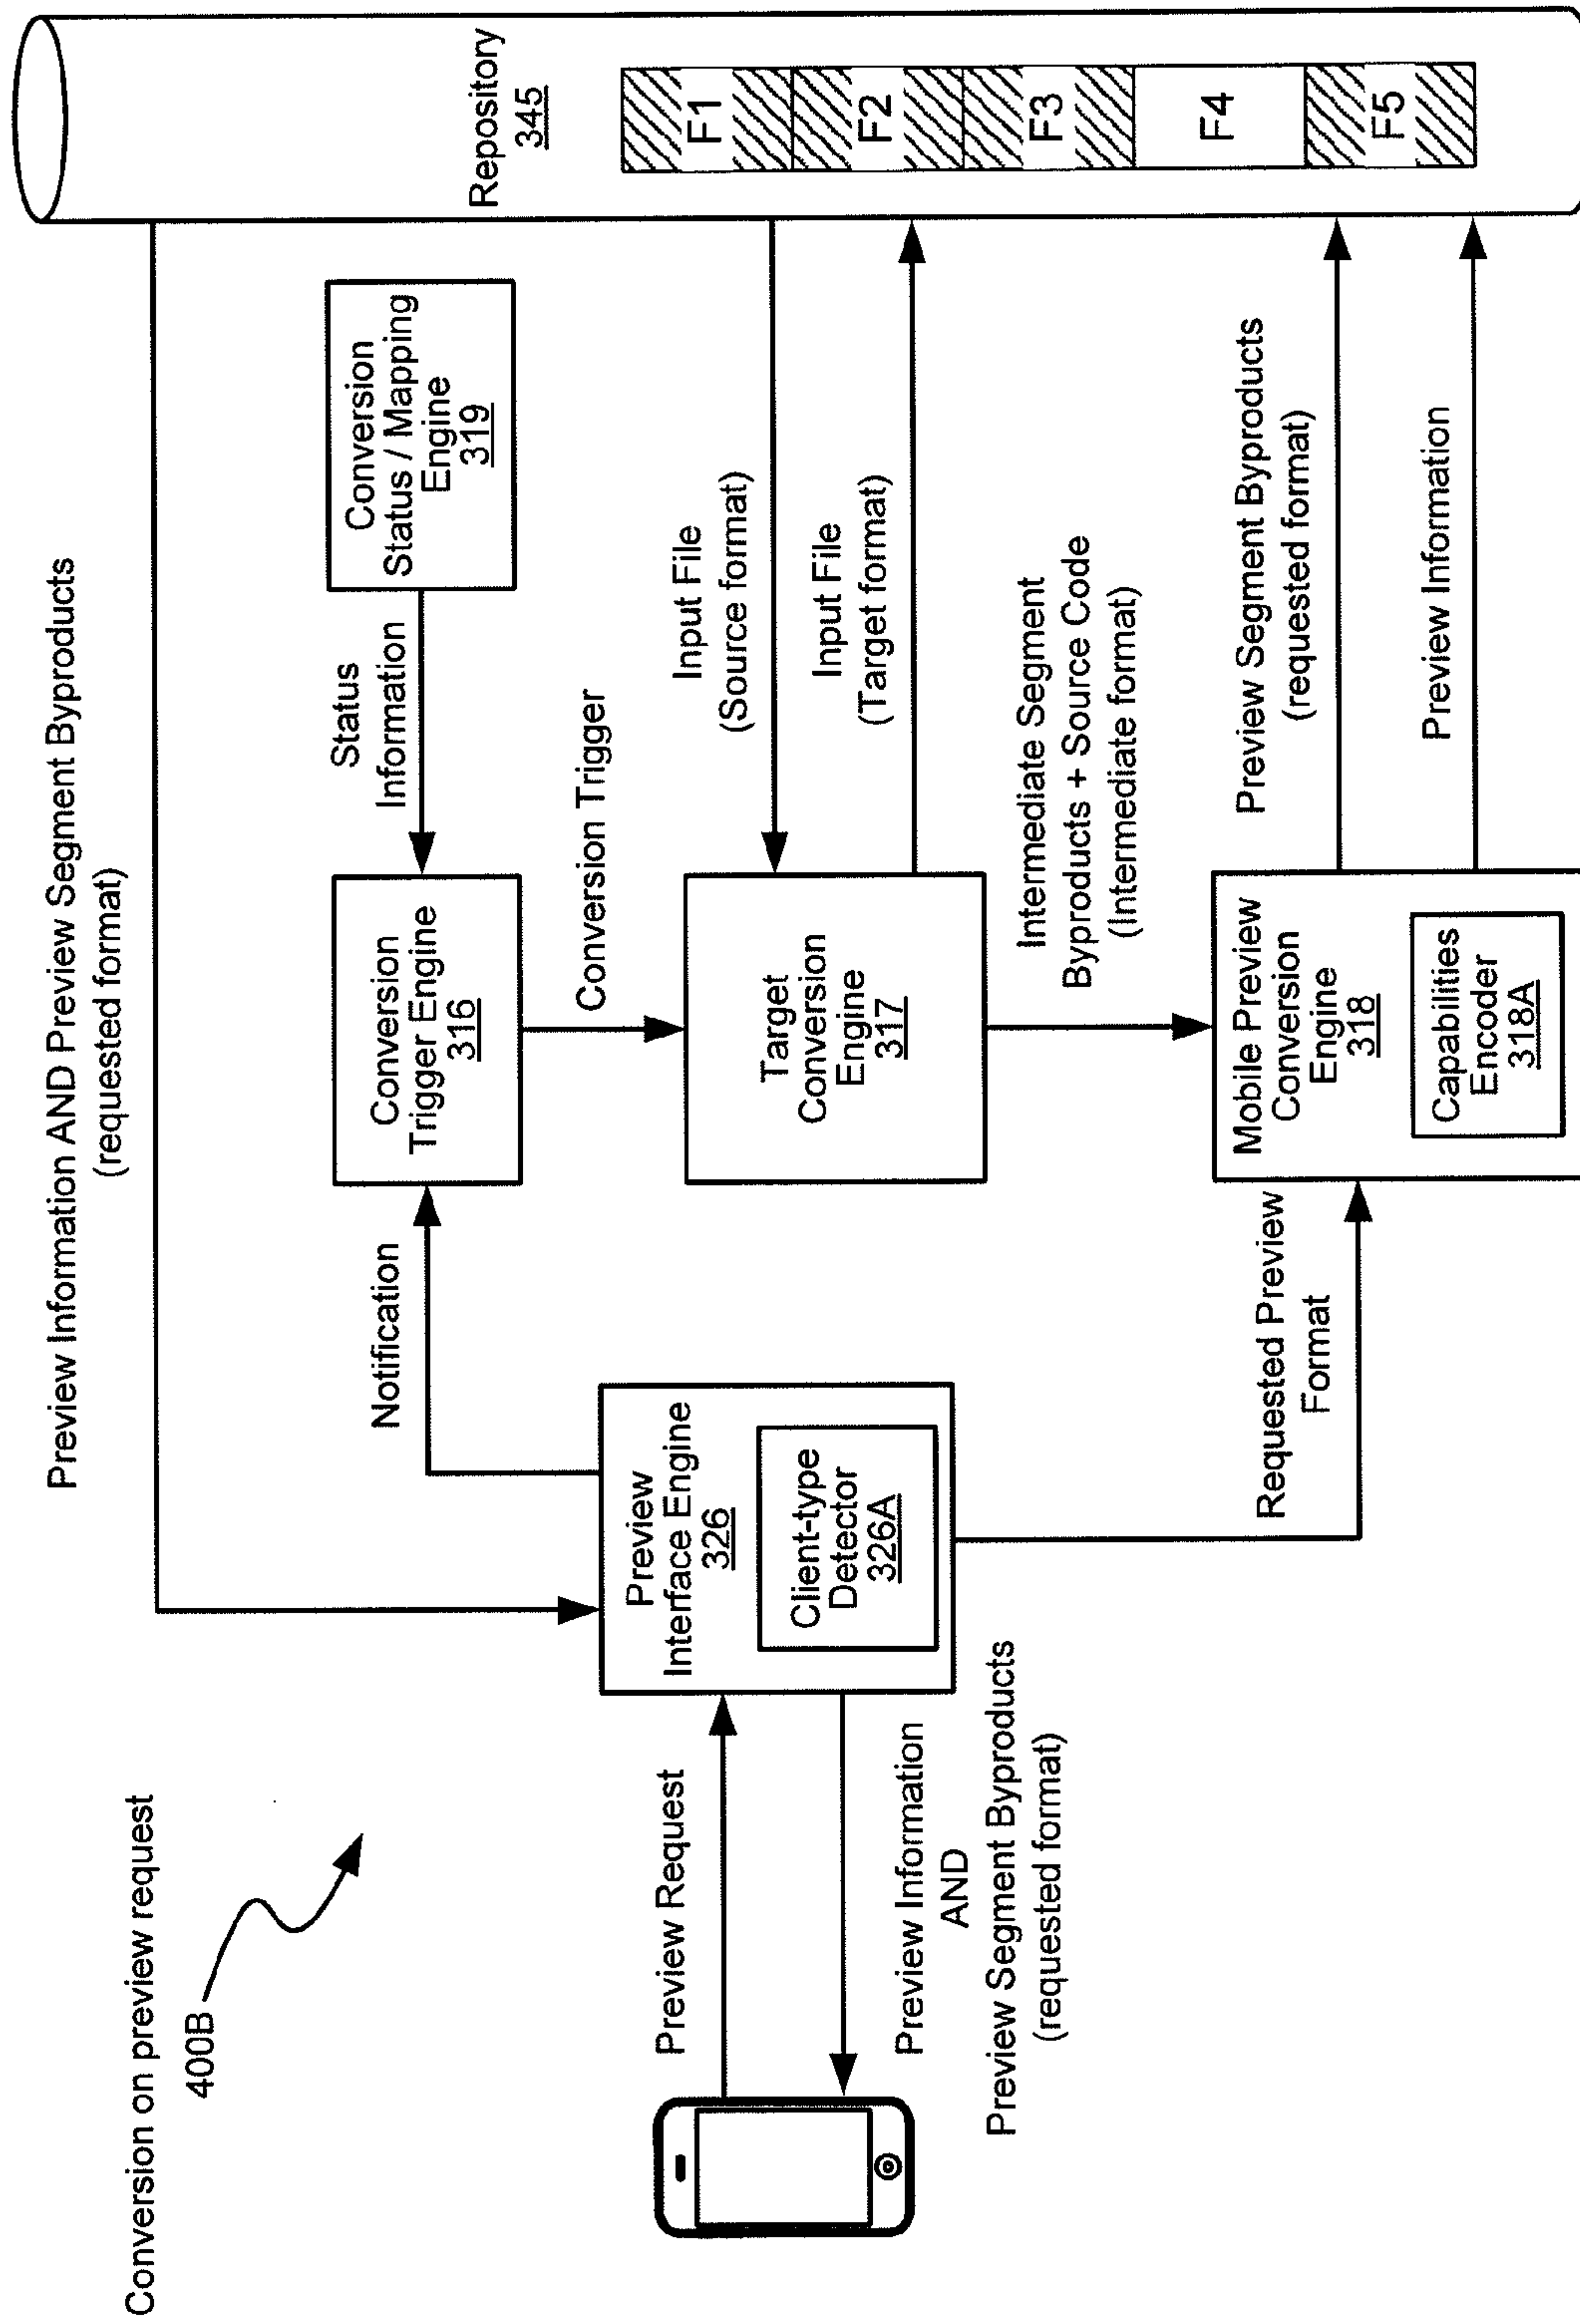 Conversion on preview request
400B
Preview Information AND Preview Segment Byproducts
(requested format)
Preview Request
Preview Information
AND
Preview Segment Byproducts
(requested format)
Preview
Interface Engine
326
Client-type
Detector
326A
Notification
Requested Preview
Format
Conversion
Trigger Engine
316
Status
Information
Conversion
Status / Mapping
Engine
319
Conversion Trigger
Target
Conversion
Engine
317
Input File
(Source format)
Input File
(Target format)
Intermediate Segment
Byproducts + Source Code
(Intermediate format)
Mobile Preview
Conversion
Engine
318
Capabilities
Encoder
318A
Preview Segment Byproducts
(requested format)
Preview Information
Repository
345
F1
F2
F3
F4
F5